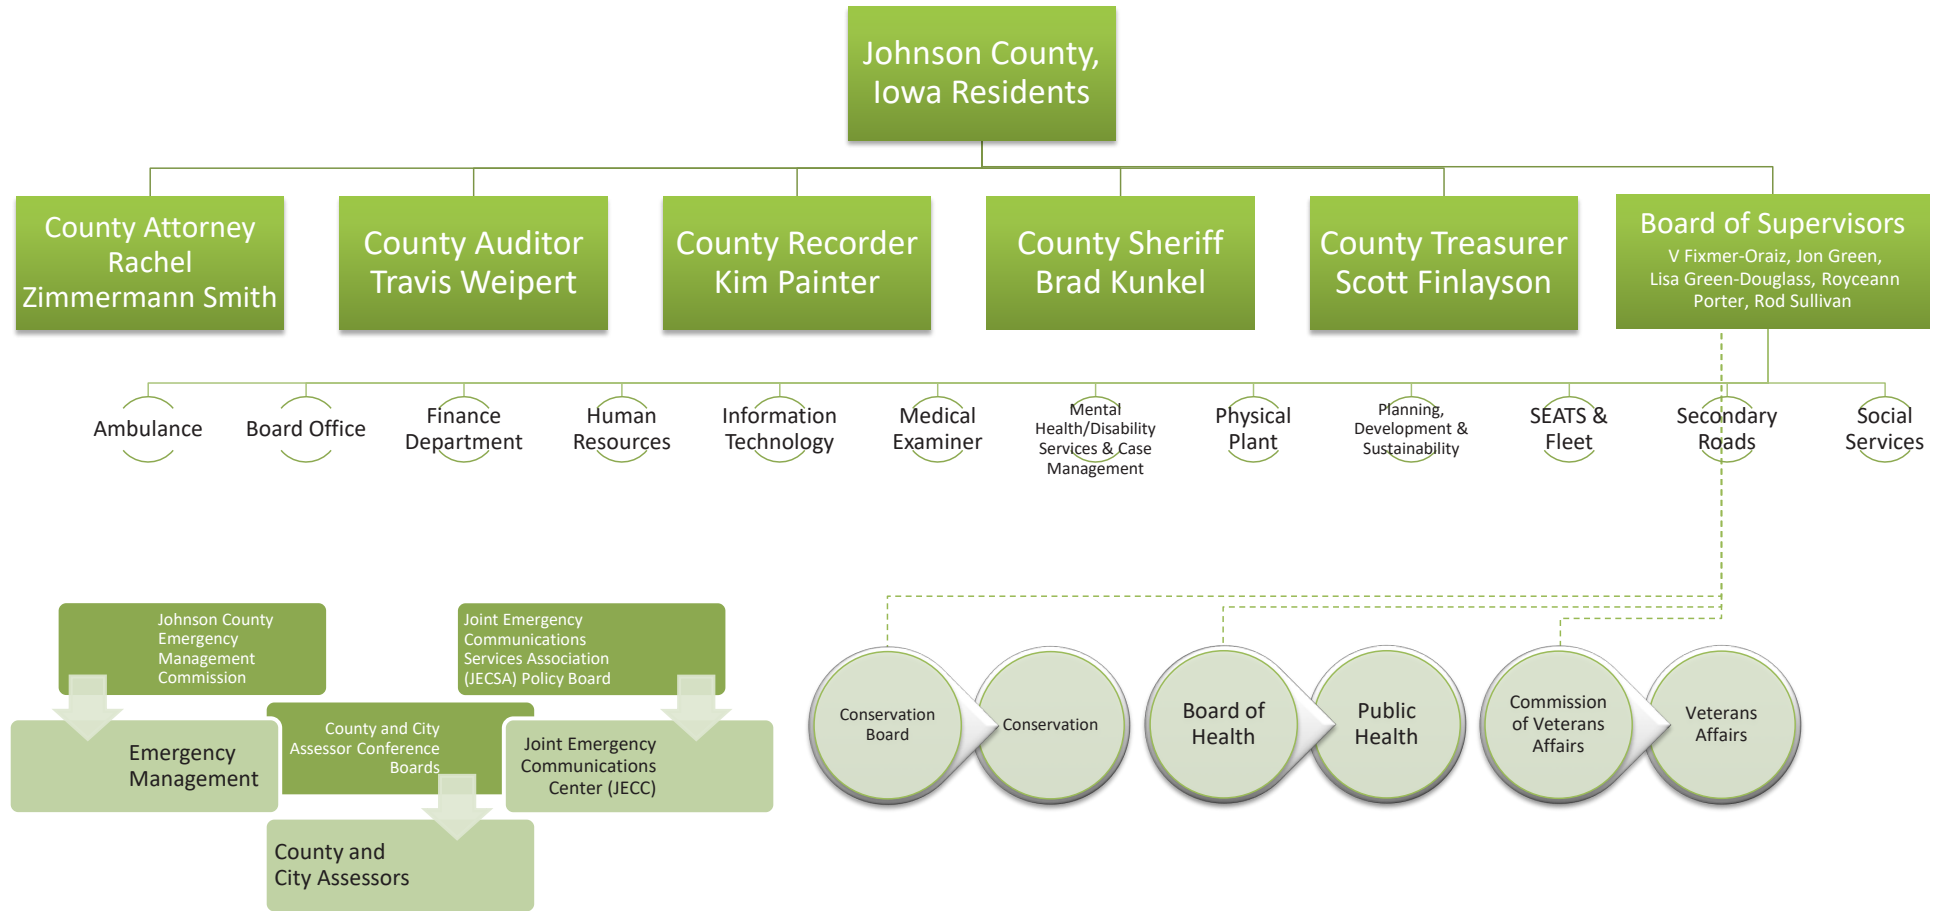 Johnson County,
Iowa Residents
County Attorney
Rachel
Zimmermann Smith
County Auditor
Travis Weipert
County Recorder
Kim Painter
County Sheriff
Brad Kunkel
County Treasurer
Scott Finlayson
Board of Supervisors
V Fixmer-Oraiz, Jon Green,
Lisa Green-Douglass, Royceann
Porter, Rod Sullivan
Ambulance
Board Office
Finance
Department
Human
Resources
Information
Technology
Medical
Examiner
Mental
Health/Disability
Services & Case
Management
Physical
Plant
Planning,
Development &
Sustainability
SEATS &
Fleet
Secondary
Roads
Social
Services
Johnson County
Emergency
Management
Commission
Emergency
Management
County and City
Assessor Conference
Boards
County and
City Assessors
Joint Emergency
Communications
Services Association
(JECSA) Policy Board
Joint Emergency
Communications
Center (JECC)
Conservation
Board
Conservation
Board of
Health
Public
Health
Commission
of Veterans
Affairs
Veterans
Affairs